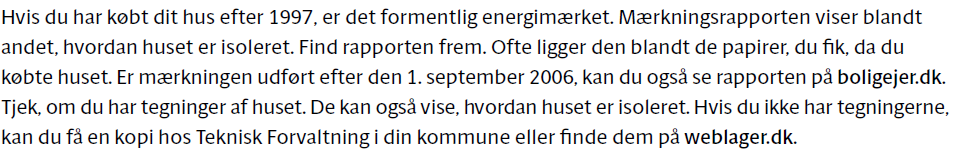 Hvis du har købt dit hus efter 1997, er det formentlig energimærket. Mærkningsrapporten viser blandt
andet, hvordan huset er isoleret. Find rapporten frem. Ofte ligger den blandt de papirer, du fik, da du
købte huset. Er mærkningen udført efter den 1. september 2006, kan du også se rapporten på boligejer.dk.
Tjek, om du har tegninger af huset. De kan også vise, hvordan huset er isoleret. Hvis du ikke har tegningerne,
kan du få en kopi hos Teknisk Forvaltning i din kommune eller finde dem på weblager.dk.